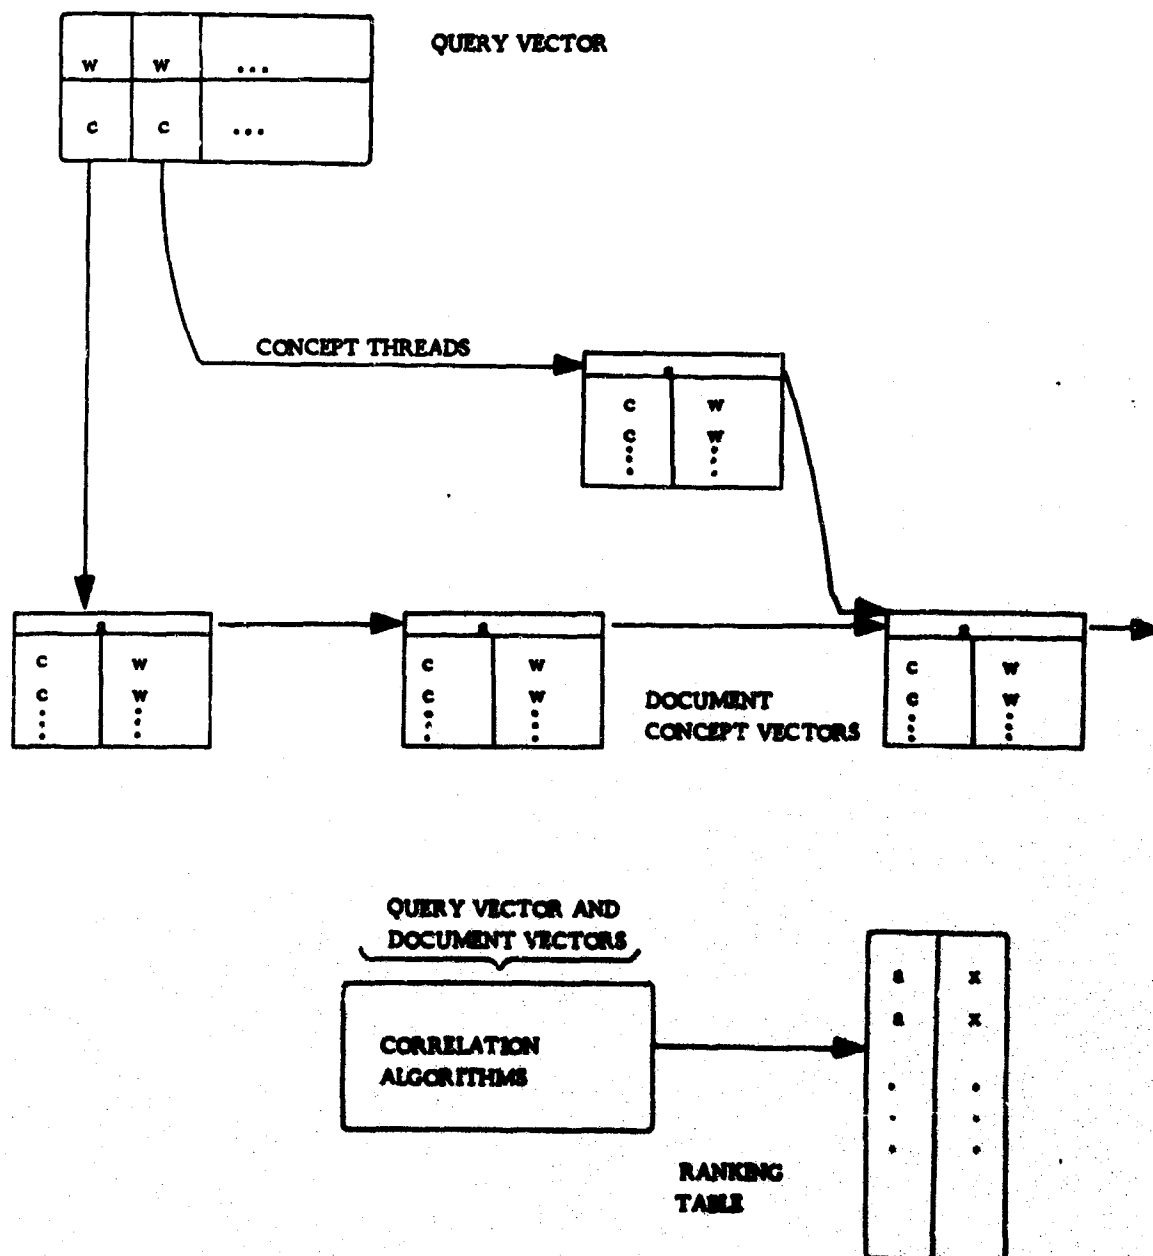 QUERY VECTOR
w w ...
c c ...
CONCEPT THREADS
a
c w
c w
a
c w
c w
a
c w
c w
a
c w
c w
DOCUMENT
CONCEPT VECTORS
QUERY VECTOR AND
DOCUMENT VECTORS
CORRELATION
ALGORITHMS
a x
a x
RANKING
TABLE